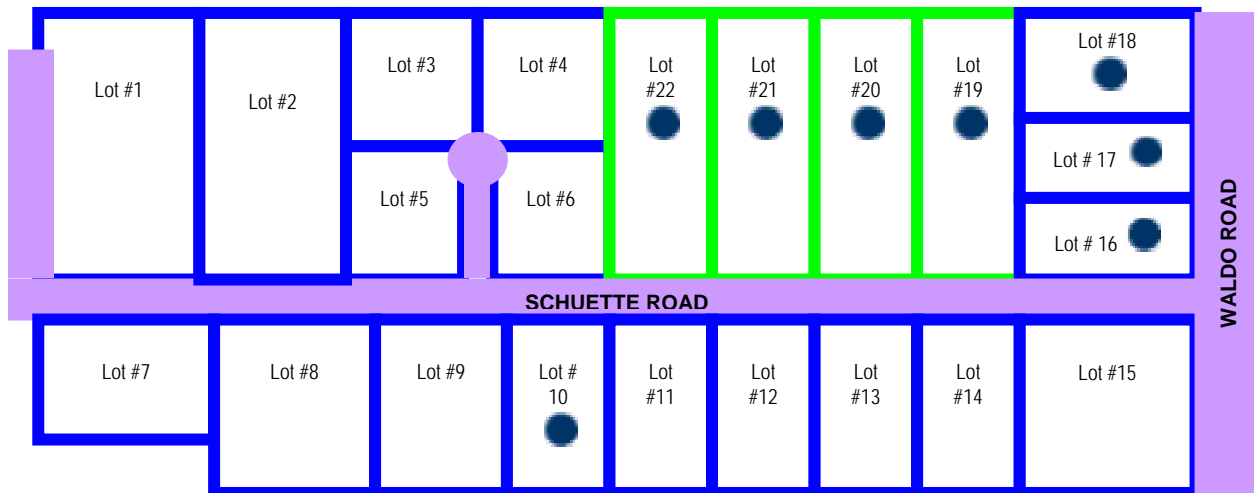 Lot #1
Lot #2
Lot #3
Lot #4
Lot #5
Lot #6
Lot
#22
Lot
#21
Lot
#20
Lot
#19
Lot #18
Lot # 17
Lot # 16
WALDO ROAD
SCHUETTE ROAD
Lot #7
Lot #8
Lot #9
Lot #
10
Lot
#11
Lot
#12
Lot
#13
Lot
#14
Lot #15